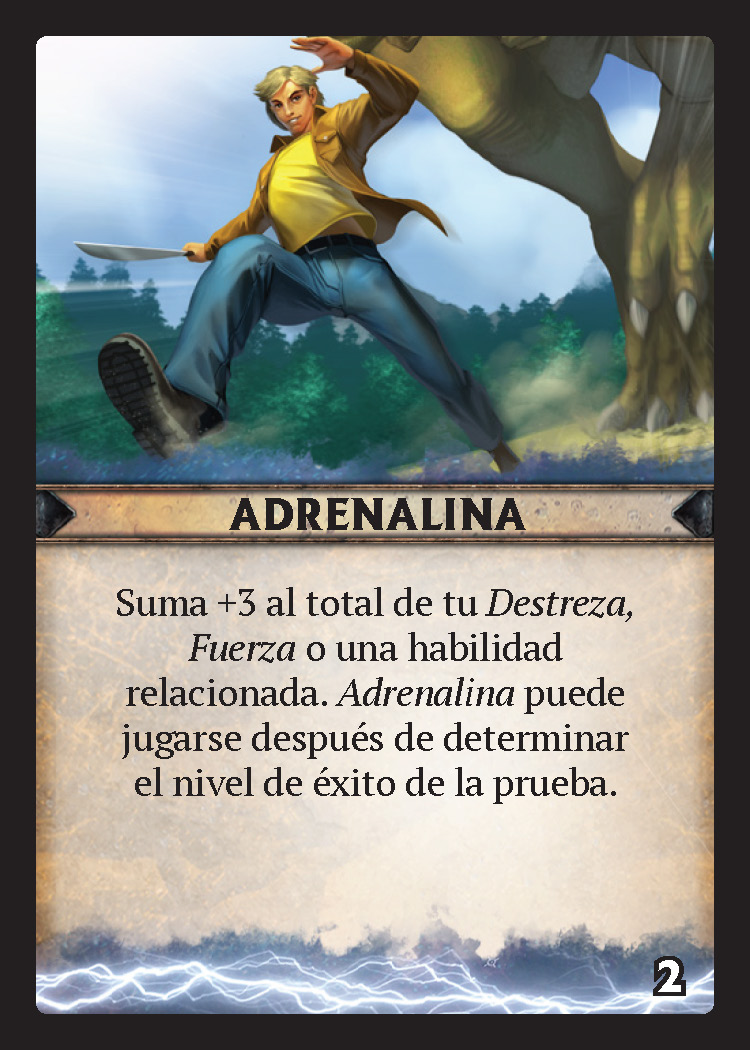 ADRENALINA
Suma +3 al total de tu Destreza,
Fuerza o una habilidad
relacionada. Adrenalina puede
jugarse después de determinar
el nivel de éxito de la prueba.
2